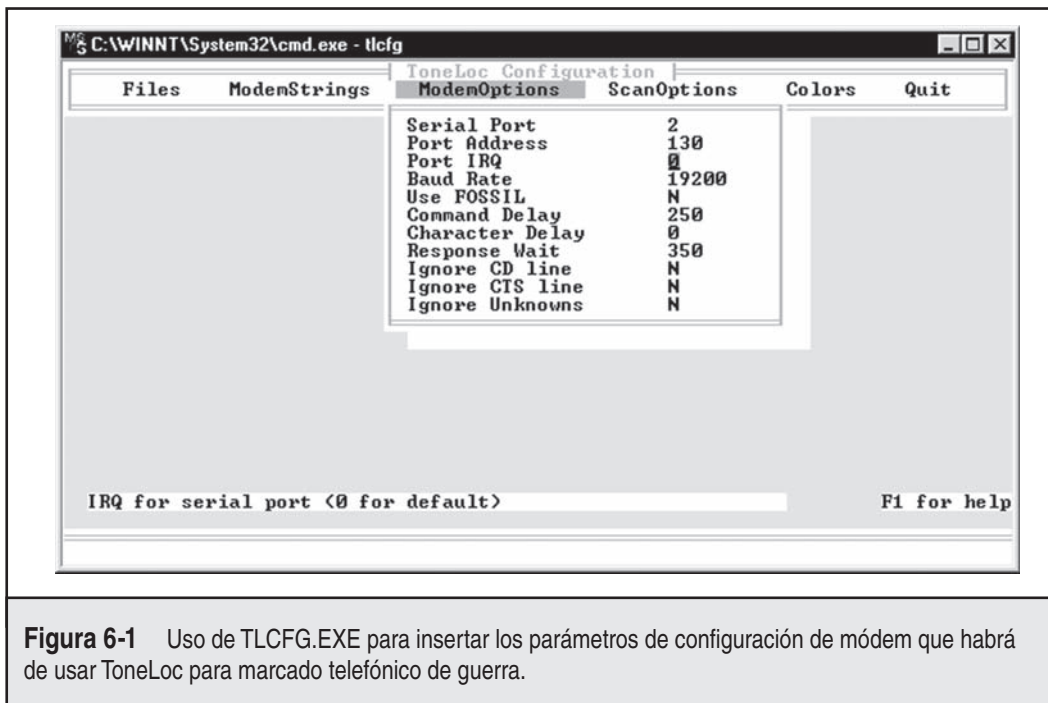 C:\WINNT\System32\cmd.exe - tlcfg
ToneLoc Configuration
Files ModemStrings ModemOptions ScanOptions Colors Quit
Serial Port 2
Port Address 130
Port IRQ 0
Baud Rate 19200
Use FOSSIL N
Command Delay 250
Character Delay 0
Response Wait 350
Ignore CD line N
Ignore CTS line N
Ignore Unknowns N
IRQ for serial port <0 for default> F1 for help
Figura 6-1 Uso de TLCFG.EXE para insertar los parámetros de configuración de módem que habrá
de usar ToneLoc para marcado telefónico de guerra.